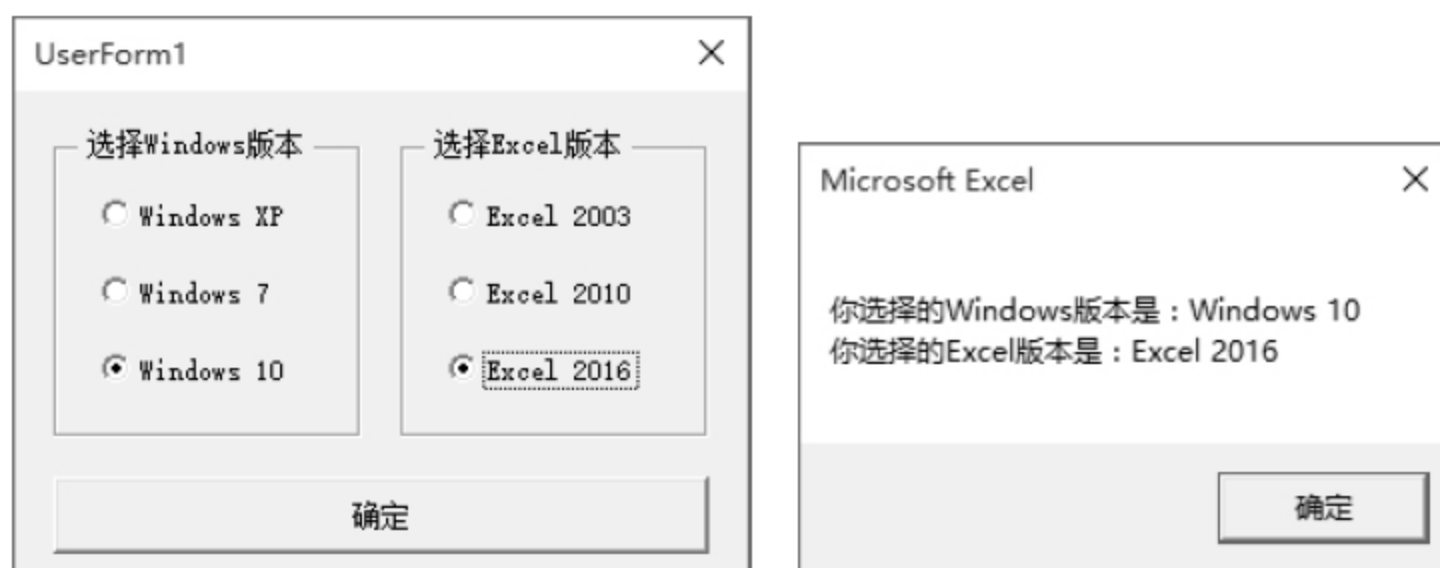 UserForm1
选择Windows版本
Windows XP
Windows 7
Windows 10
选择Excel版本
Excel 2003
Excel 2010
Excel 2016
确定
Microsoft Excel
你选择的Windows版本是：Windows 10
你选择的Excel版本是：Excel 2016
确定